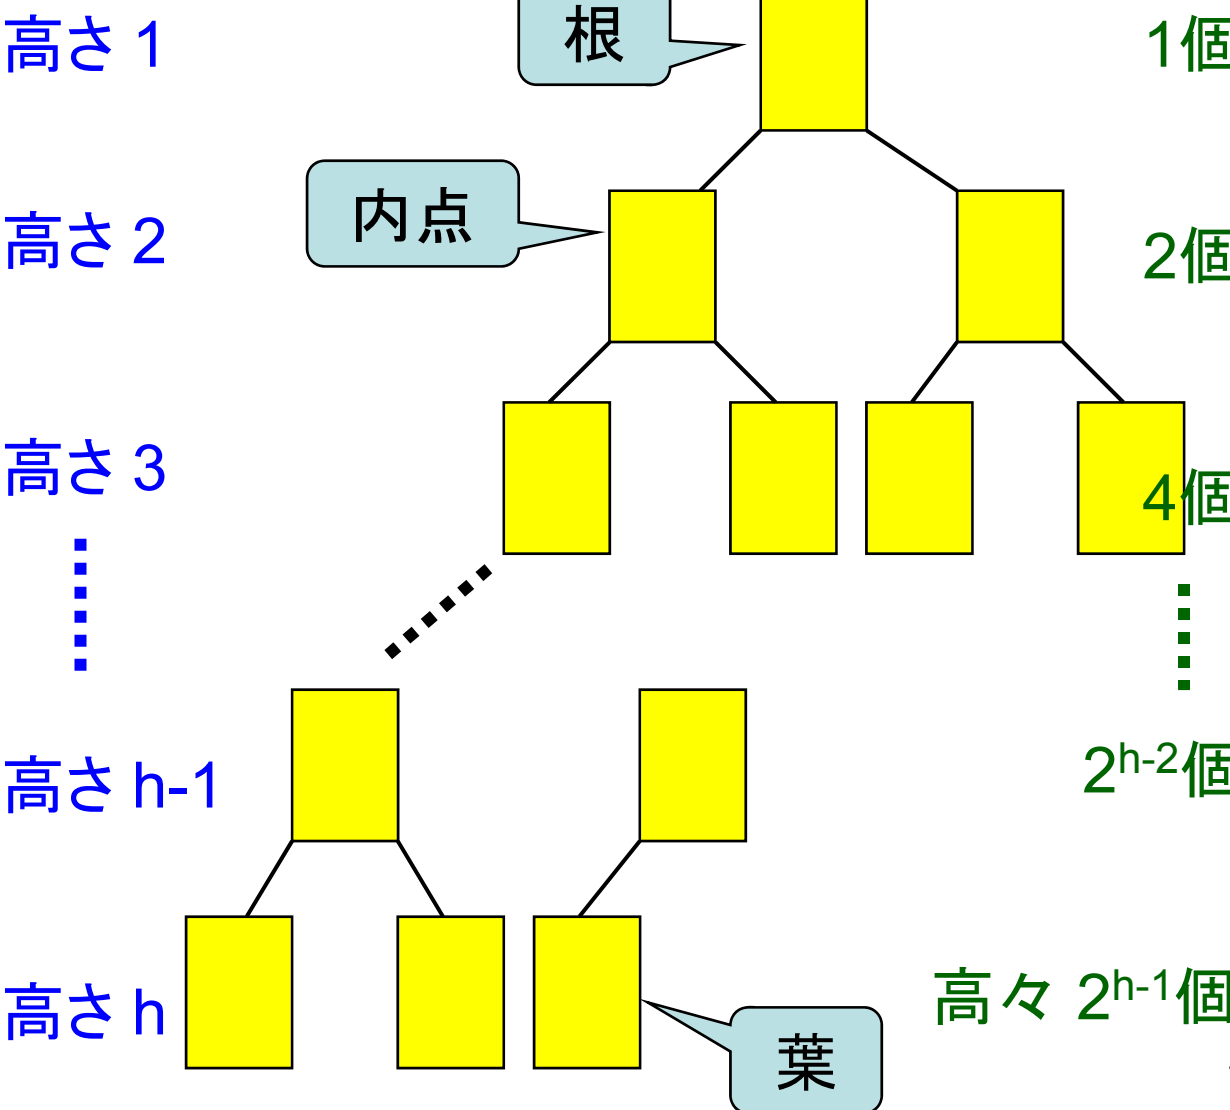 高さ 1
根
1個
内点
高さ 2
2個
高さ 3
4個
高さ h-1
2h-2個
高さ h
高々 2h-1個
葉